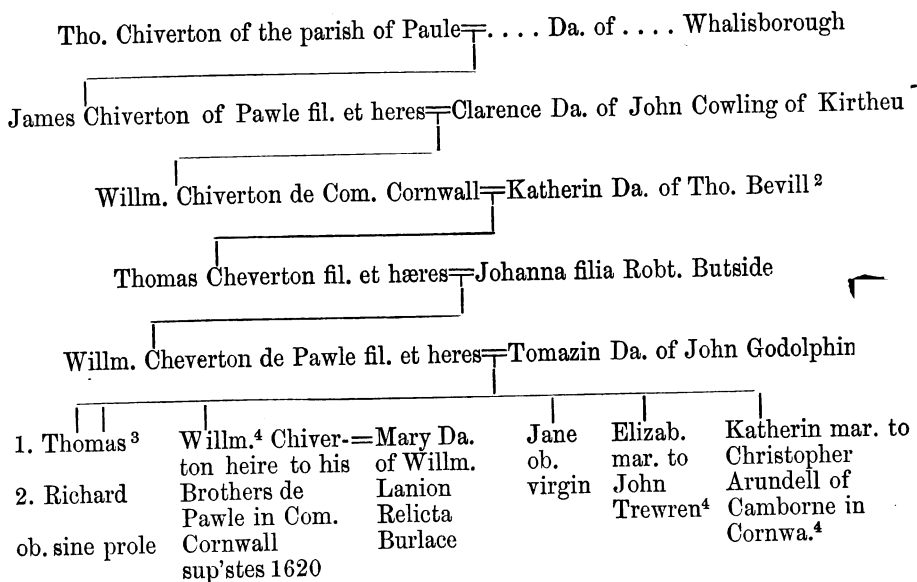 Tho. Chiverton of the parish of Paule=. . . . Da. of . . . . Whalisborough
James Chiverton of Pawle fil. et heres=Clarence Da. of John Cowling of Kirtheu
Willm. Chiverton de Com. Cornwall=Katherin Da. of Tho. Bevill ²
Thomas Cheverton fil. et hæres=Johanna filia Robt. Butside
Willm. Cheverton de Pawle fil. et heres=Tomazin Da. of John Godolphin
1. Thomas ³
2. Richard
ob. sine prole
Willm.⁴ Chiver-=
ton heire to his
Brothers de
Pawle in Com.
Cornwall
sup'stes 1620
Mary Da.
of Willm.
Lanion
Relicta
Burlace
Jane
ob.
virgin
Elizab.
mar. to
John
Trewren⁴
Katherin mar. to
Christopher
Arundell of
Camborne in
Cornwa.⁴